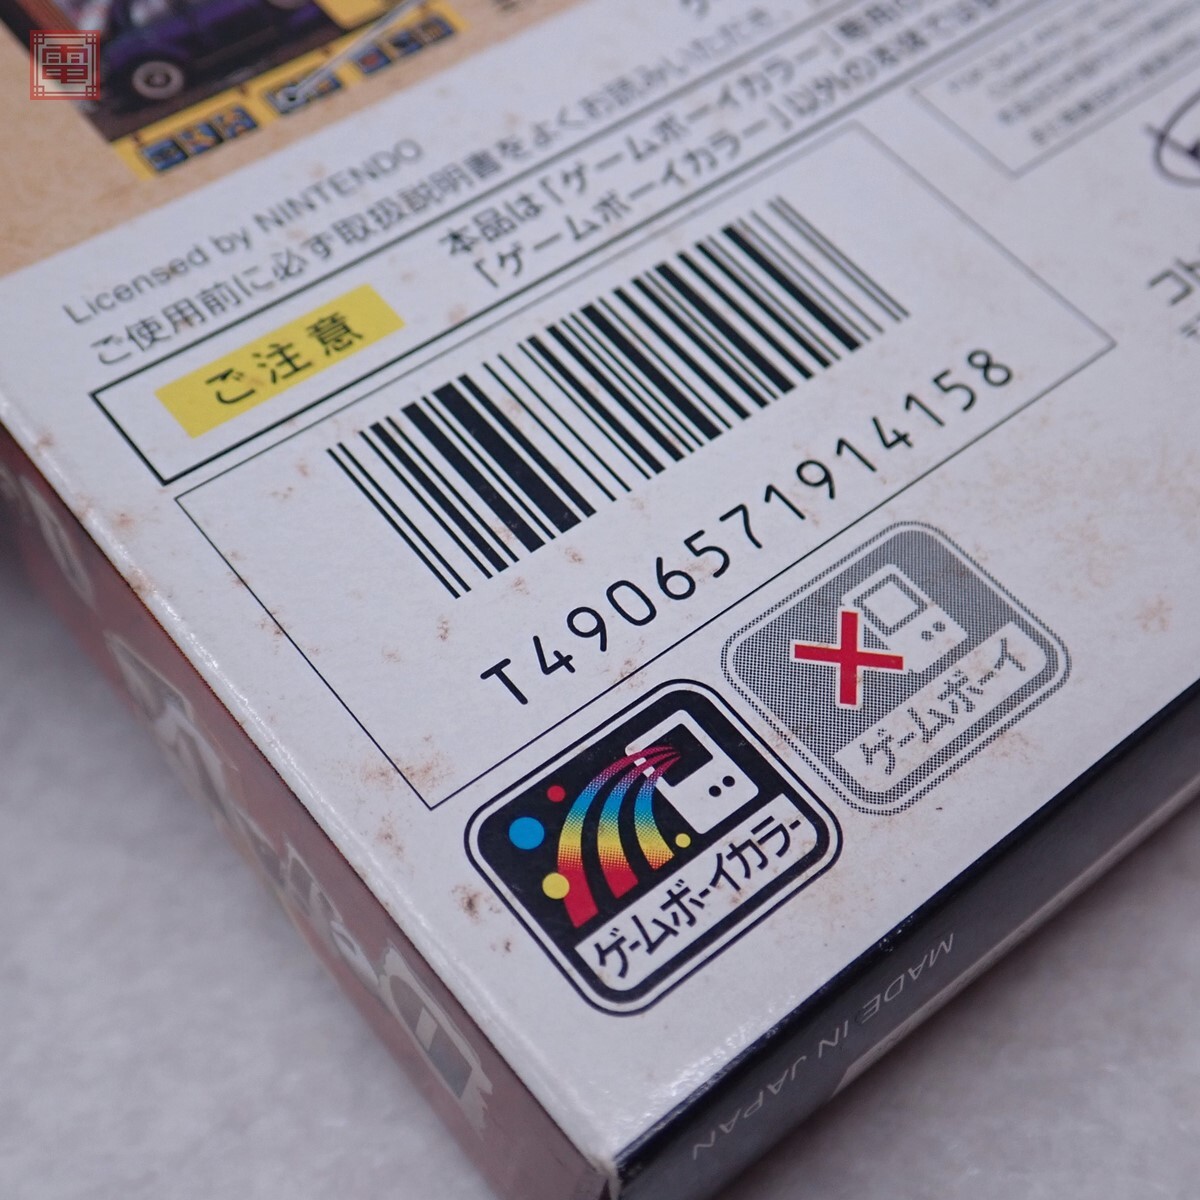 電
Licensed by NINTENDO
ご使用前に必ず取扱説明書をよくお読みいただき
ご注意
本品は「ゲームボーイカラー」専用
「ゲームボーイカラー」以外の本体では
T4906571914158
ゲームボーイカラー
ゲームボーイ
コト
MADE IN JAPAN